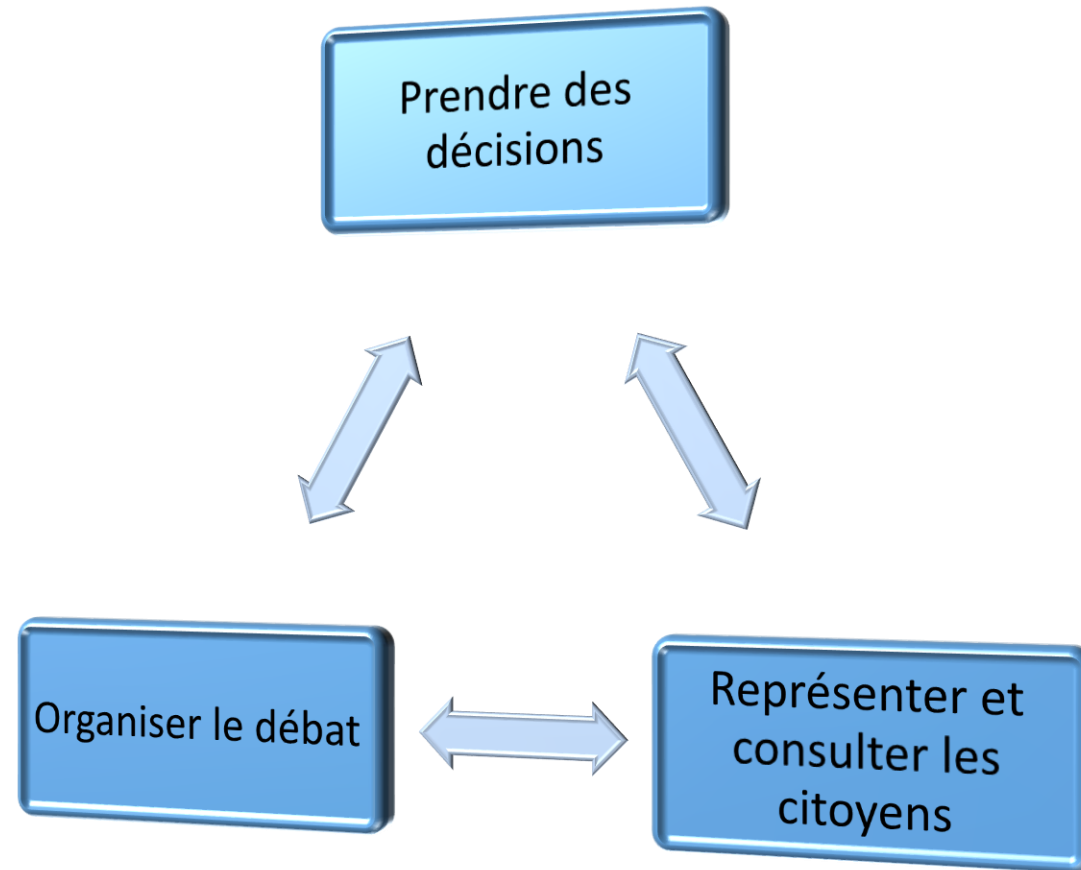 Prendre des
décisions
Organiser le débat
Représenter et
consulter les
citoyens